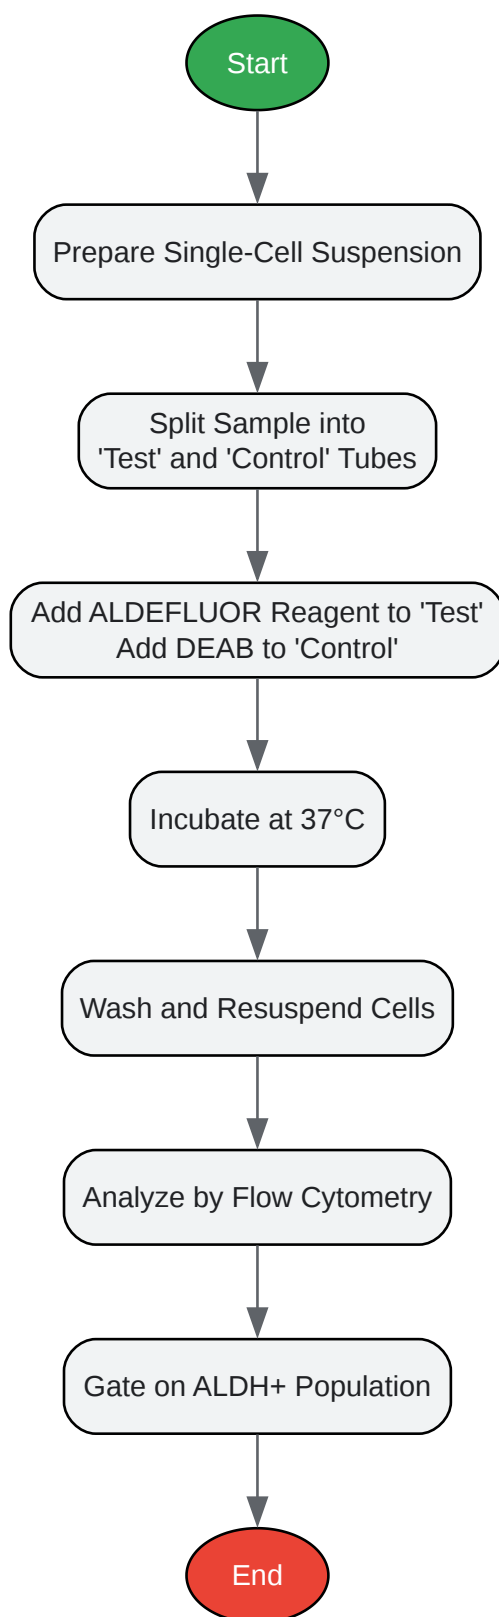 Start
Prepare Single-Cell Suspension
Split Sample into
'Test' and 'Control' Tubes
Add ALDEFLUOR Reagent to 'Test'
Add DEAB to 'Control'
Incubate at 37°C
Wash and Resuspend Cells
Analyze by Flow Cytometry
Gate on ALDH+ Population
End